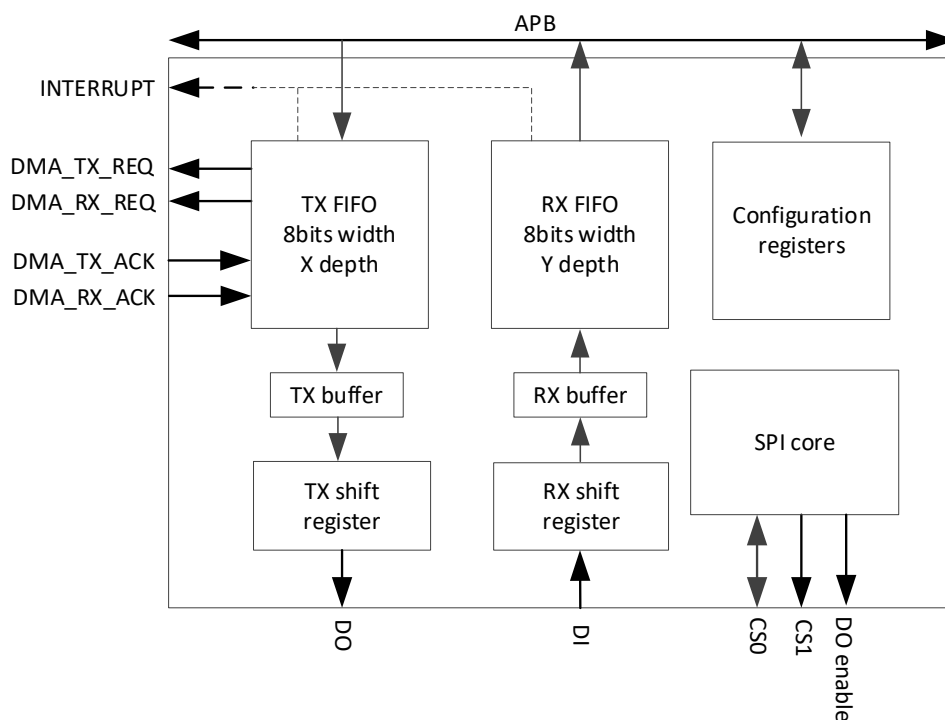 APB
INTERRUPT
DMA_TX_REQ
DMA_RX_REQ
DMA_TX_ACK
DMA_RX_ACK
TX FIFO
8bits width
X depth
RX FIFO
8bits width
Y depth
Configuration
registers
TX buffer
RX buffer
SPI core
TX shift
register
RX shift
register
DO
DI
CS0
CS1
DO enable